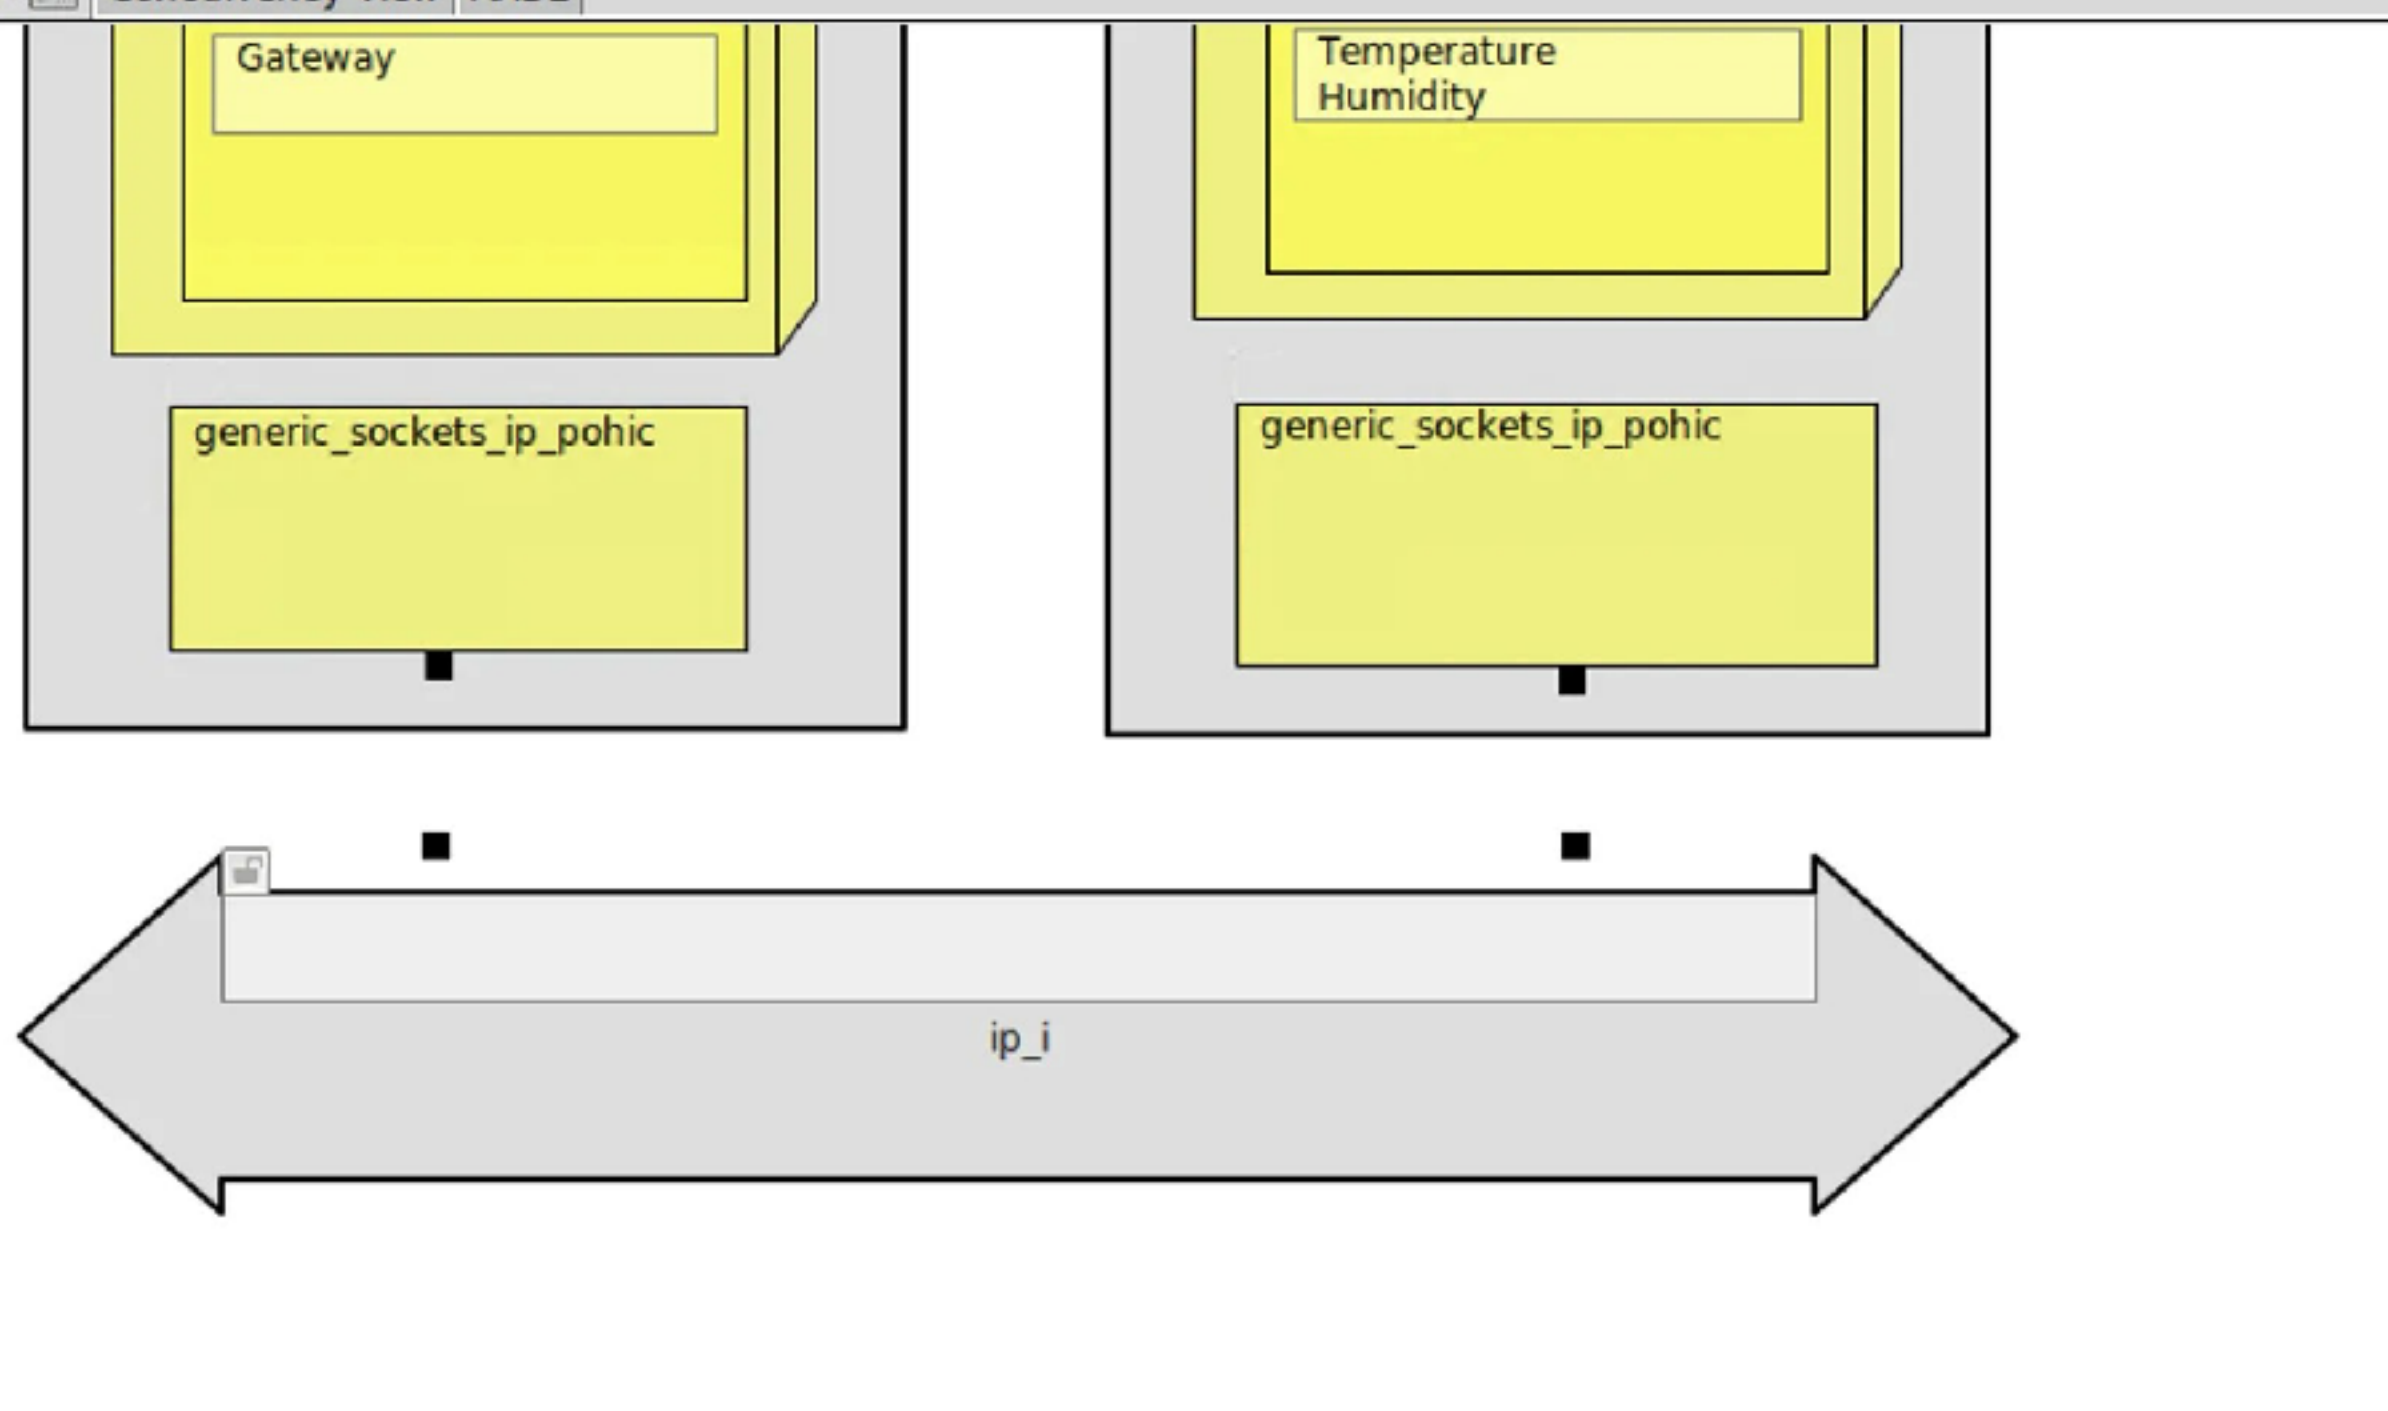 Gateway
Temperature
Humidity
generic_sockets_ip_pohic
generic_sockets_ip_pohic
ip_i